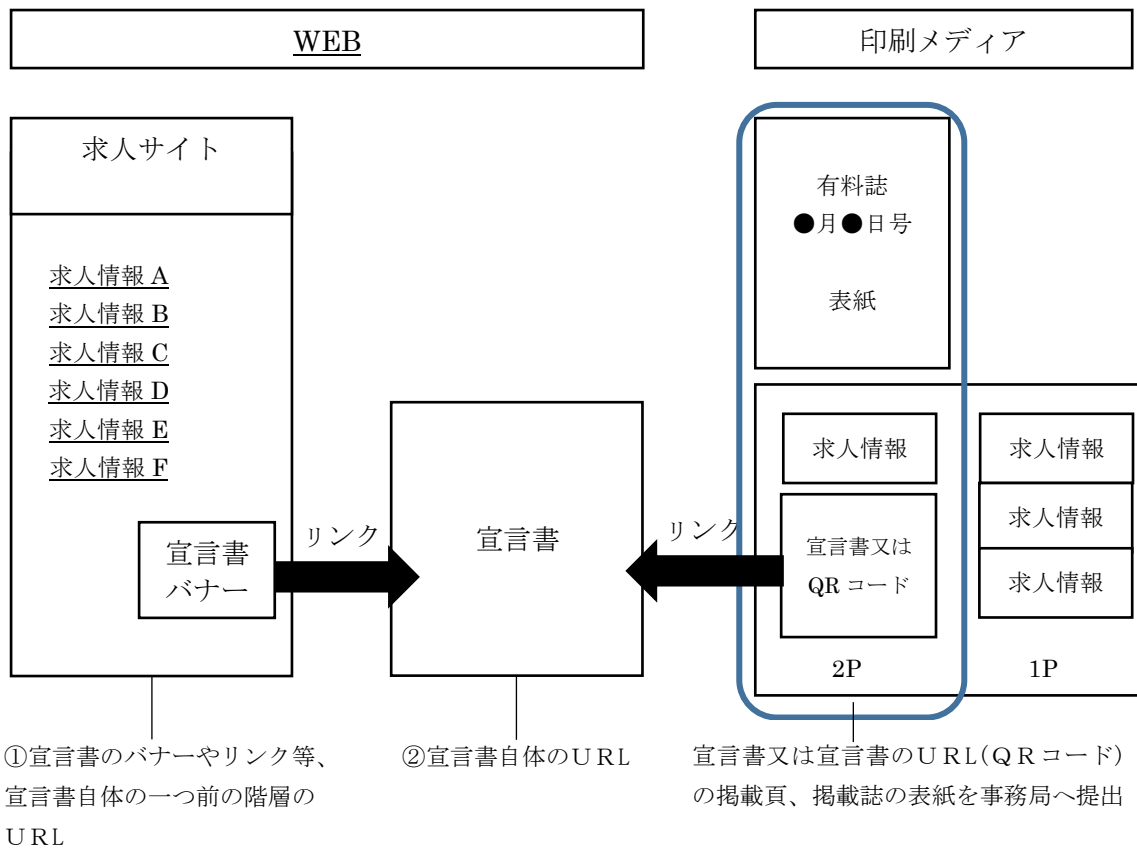 WEB
印刷メディア
求人サイト
求人情報 A
求人情報 B
求人情報 C
求人情報 D
求人情報 E
求人情報 F
宣言書
バナー
リンク
宣言書
リンク
有料誌
●月●日号
表紙
求人情報
宣言書又は
QR コード
2P
求人情報
求人情報
求人情報
1P
①宣言書のバナーやリンク等、
宣言書自体の一つ前の階層の
ＵＲＬ
②宣言書自体のＵＲＬ
宣言書又は宣言書のＵＲＬ(ＱＲコード)
の掲載頁、掲載誌の表紙を事務局へ提出